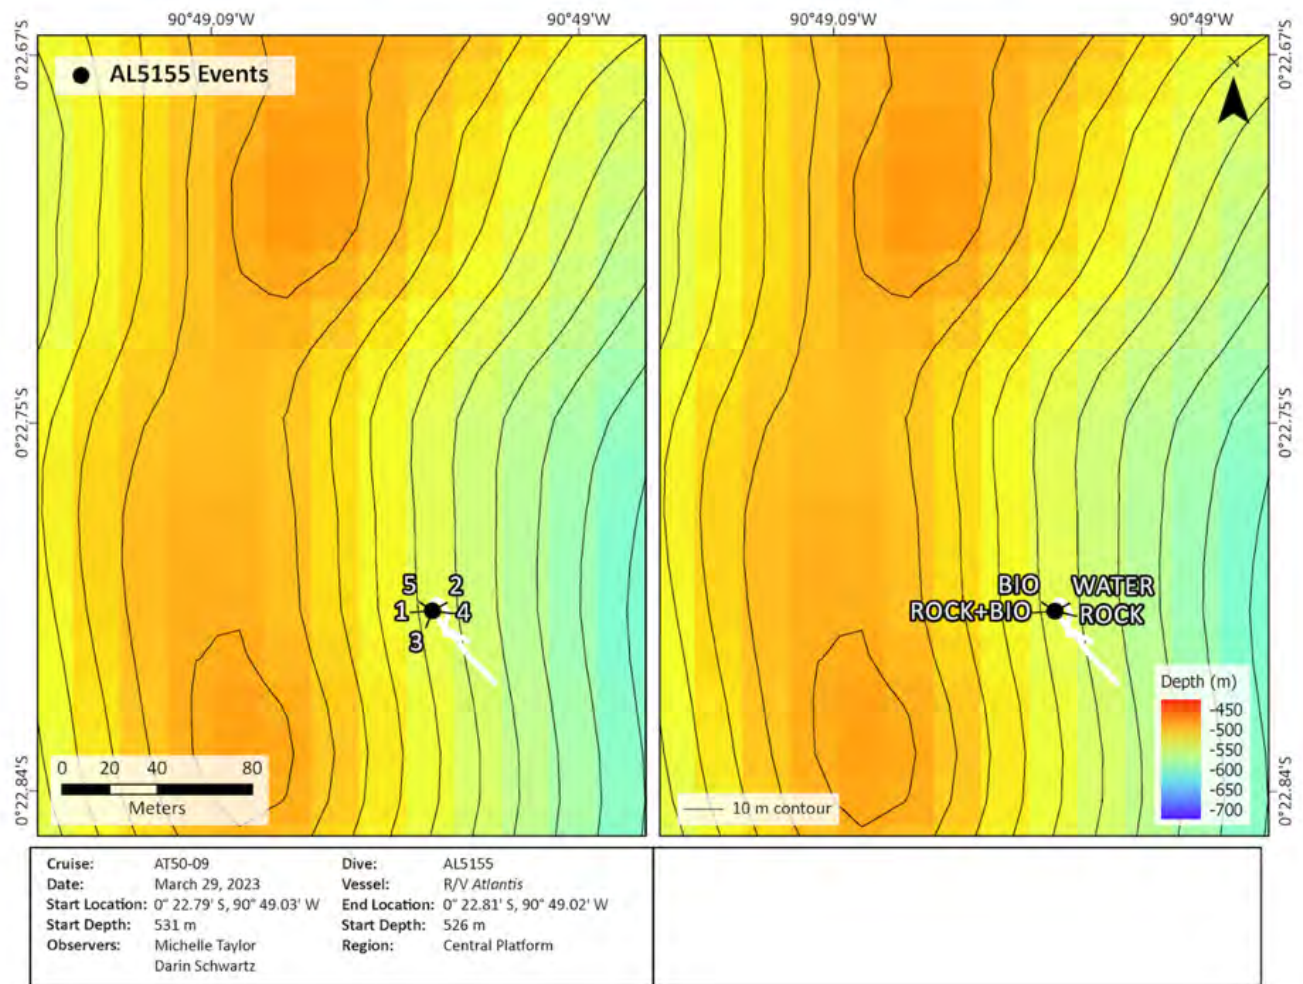 90°49.09'W
90°49'W
90°49.09'W
90°49'W
0°22.67'S
0°22.67'S
AL5155 Events
0°22.75'S
0°22.75'S
5
2
1
4
3
BIO
WATER
ROCK+BIO
ROCK
0
20
40
80
Meters
0°22.84'S
0°22.84'S
10 m contour
Depth (m)
-450
-500
-550
-600
-650
-700
Cruise: AT50-09 Dive: AL5155
Date: March 29, 2023 Vessel: R/V Atlantis
Start Location: 0° 22.79' S, 90° 49.03' W End Location: 0° 22.81' S, 90° 49.02' W
Start Depth: 531 m Start Depth: 526 m
Observers: Michelle Taylor Region: Central Platform
Darin Schwartz